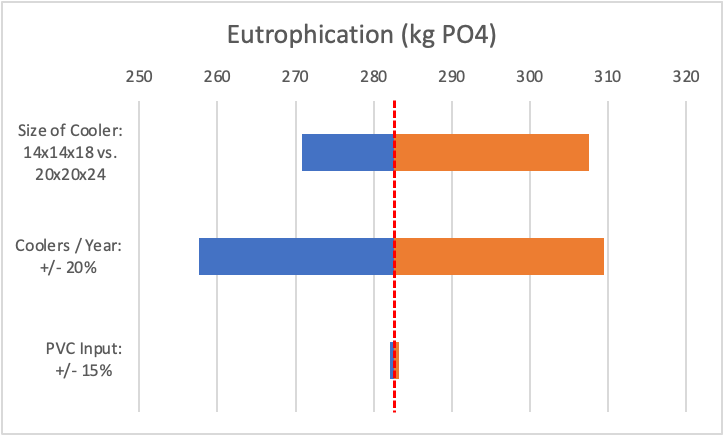 Eutrophication (kg PO4)
250 260 270 280 290 300 310 320
Size of Cooler:
14x14x18 vs.
20x20x24
Coolers / Year:
+/- 20%
PVC Input:
+/- 15%